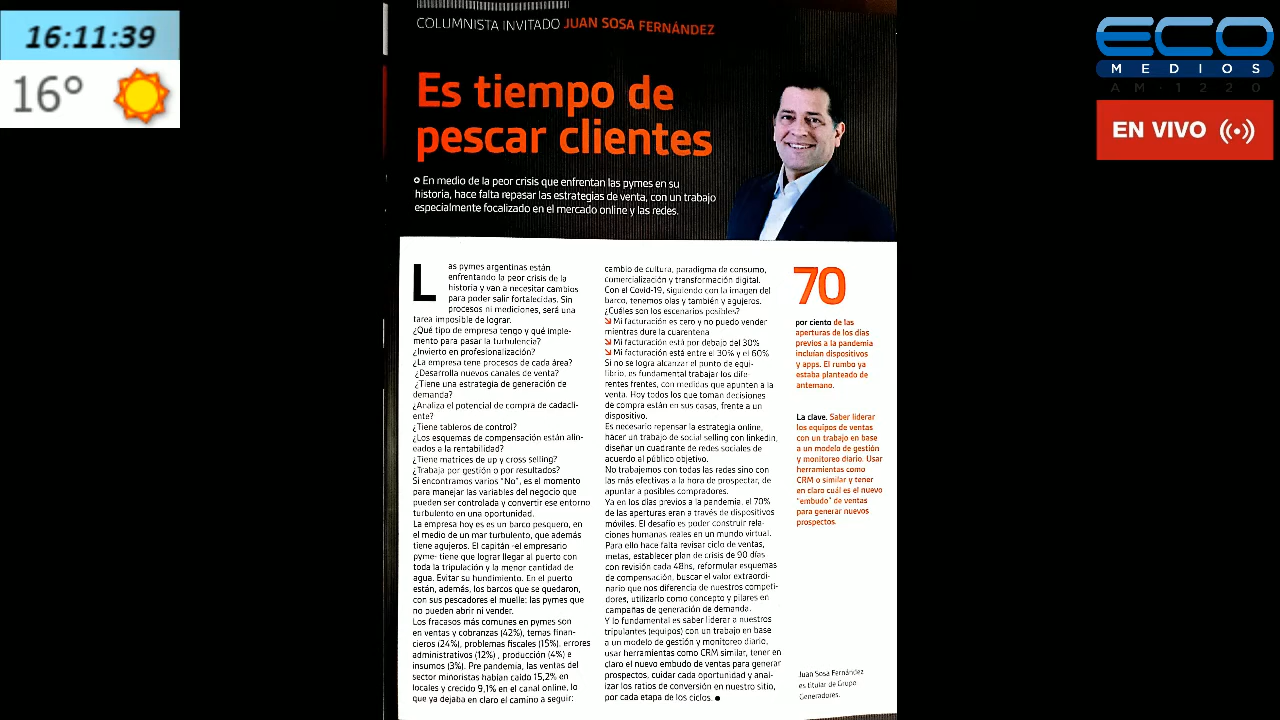 16:11:39
16°
ECO
MEDIOS
AM·1220
EN VIVO
COLUMNISTA INVITADO JUAN SOSA FERNÁNDEZ
Es tiempo de
pescar clientes
En medio de la peor crisis que enfrentan las pymes en su
historia, hace falta repasar las estrategias de venta, con un trabajo
especialmente focalizado en el mercado online y las redes.
Las pymes argentinas están
enfrentando la peor crisis de la
historia y van a necesitar cambios
para poder salir fortalecidas. Sin
procesos ni mediciones, será una
tarea imposible de lograr.
¿Qué tipo de empresa tengo y qué imple-
mento para pasar la turbulencia?
¿Invierto en profesionalización?
¿La empresa tiene procesos de cada área?
¿Desarrolla nuevos canales de venta?
¿Tiene una estrategia de generación de
demanda?
¿Analiza el potencial de compra de cadacli-
ente?
¿Tiene tableros de control?
¿Los esquemas de compensación están alin-
eados a la rentabilidad?
¿Tiene matrices de up y cross selling?
¿Trabaja por gestión o por resultados?
Si encontramos varios "No", es el momento
para manejar las variables del negocio que
pueden ser controlada y convertir ese entorno
turbulento en una oportunidad.
La empresa hoy es es un barco pesquero, en
el medio de un mar turbulento, que además
tiene agujeros. El capitán -el empresario
pyme- tiene que lograr llegar al puerto con
toda la tripulación y la menor cantidad de
agua. Evitar su hundimiento. En el puerto
están, además, los barcos que se quedaron,
con sus pescadores el muelle: las pymes que
no pueden abrir ni vender.
Los fracasos más comunes en pymes son
en ventas y cobranzas (42%), temas finan-
cieros (24%), problemas fiscales (15%), errores
administrativos (12%) , producción (4%) e
insumos (3%). Pre pandemia, las ventas del
sector minoristas habían caído 15,2% en
locales y crecido 9,1% en el canal online, lo
que ya dejaba en claro el camino a seguir:
cambio de cultura, paradigma de consumo,
comercialización y transformación digital.
Con el Covid-19, siguiendo con la imagen del
barco, tenemos olas y también y agujeros.
¿Cuáles son los escenarios posibles?
Mi facturación es cero y no puedo vender
mientras dure la cuarentena
Mi facturación está por debajo del 30%
Mi facturación está entre el 30% y el 60%
Si no se logra alcanzar el punto de equi-
librio, es fundamental trabajar los dife
rentes frentes, con medidas que apunten a la
venta. Hoy todos los que toman decisiones
de compra están en sus casas, frente a un
dispositivo.
Es necesario repensar la estrategia online,
hacer un trabajo de social selling con linkedin,
diseñar un cuadrante de redes sociales de
acuerdo al público objetivo.
No trabajemos con todas las redes sino con
las más efectivas a la hora de prospectar, de
apuntar a posibles compradores.
Ya en los días previos a la pandemia, el 70%
de las aperturas eran a través de dispositivos
móviles. El desafío es poder construir rela-
ciones humanas reales en un mundo virtual.
Para ello hace falta revisar ciclo de ventas,
metas, establecer plan de crisis de 90 días
con revisión cada 48hs, reformular esquemas
de compensación, buscar el valor extraordi-
nario que nos diferencia de nuestros competi-
dores, utilizarlo como concepto y pilares en
campañas de generación de demanda.
Y lo fundamental es saber liderar a nuestros
tripulantes (equipos) con un trabajo en base
a un modelo de gestión y monitoreo diario,
usar herramientas como CRM similar, tener en
claro el nuevo embudo de ventas para generar
prospectos, cuidar cada oportunidad y anal-
izar los ratios de conversión en nuestro sitio,
por cada etapa de los ciclos.
70
por ciento de las
aperturas de los días
previos a la pandemia
incluían dispositivos
y apps. El rumbo ya
estaba planteado de
antemano.
La clave. Saber liderar
los equipos de ventas
con un trabajo en base
a un modelo de gestión
y monitoreo diario. Usar
herramientas como
CRM o similar y tener
en claro cuál es el nuevo
"embudo" de ventas
para generar nuevos
prospectos.
Juan Sosa Fernández
es titular de Grupo
Generadores.